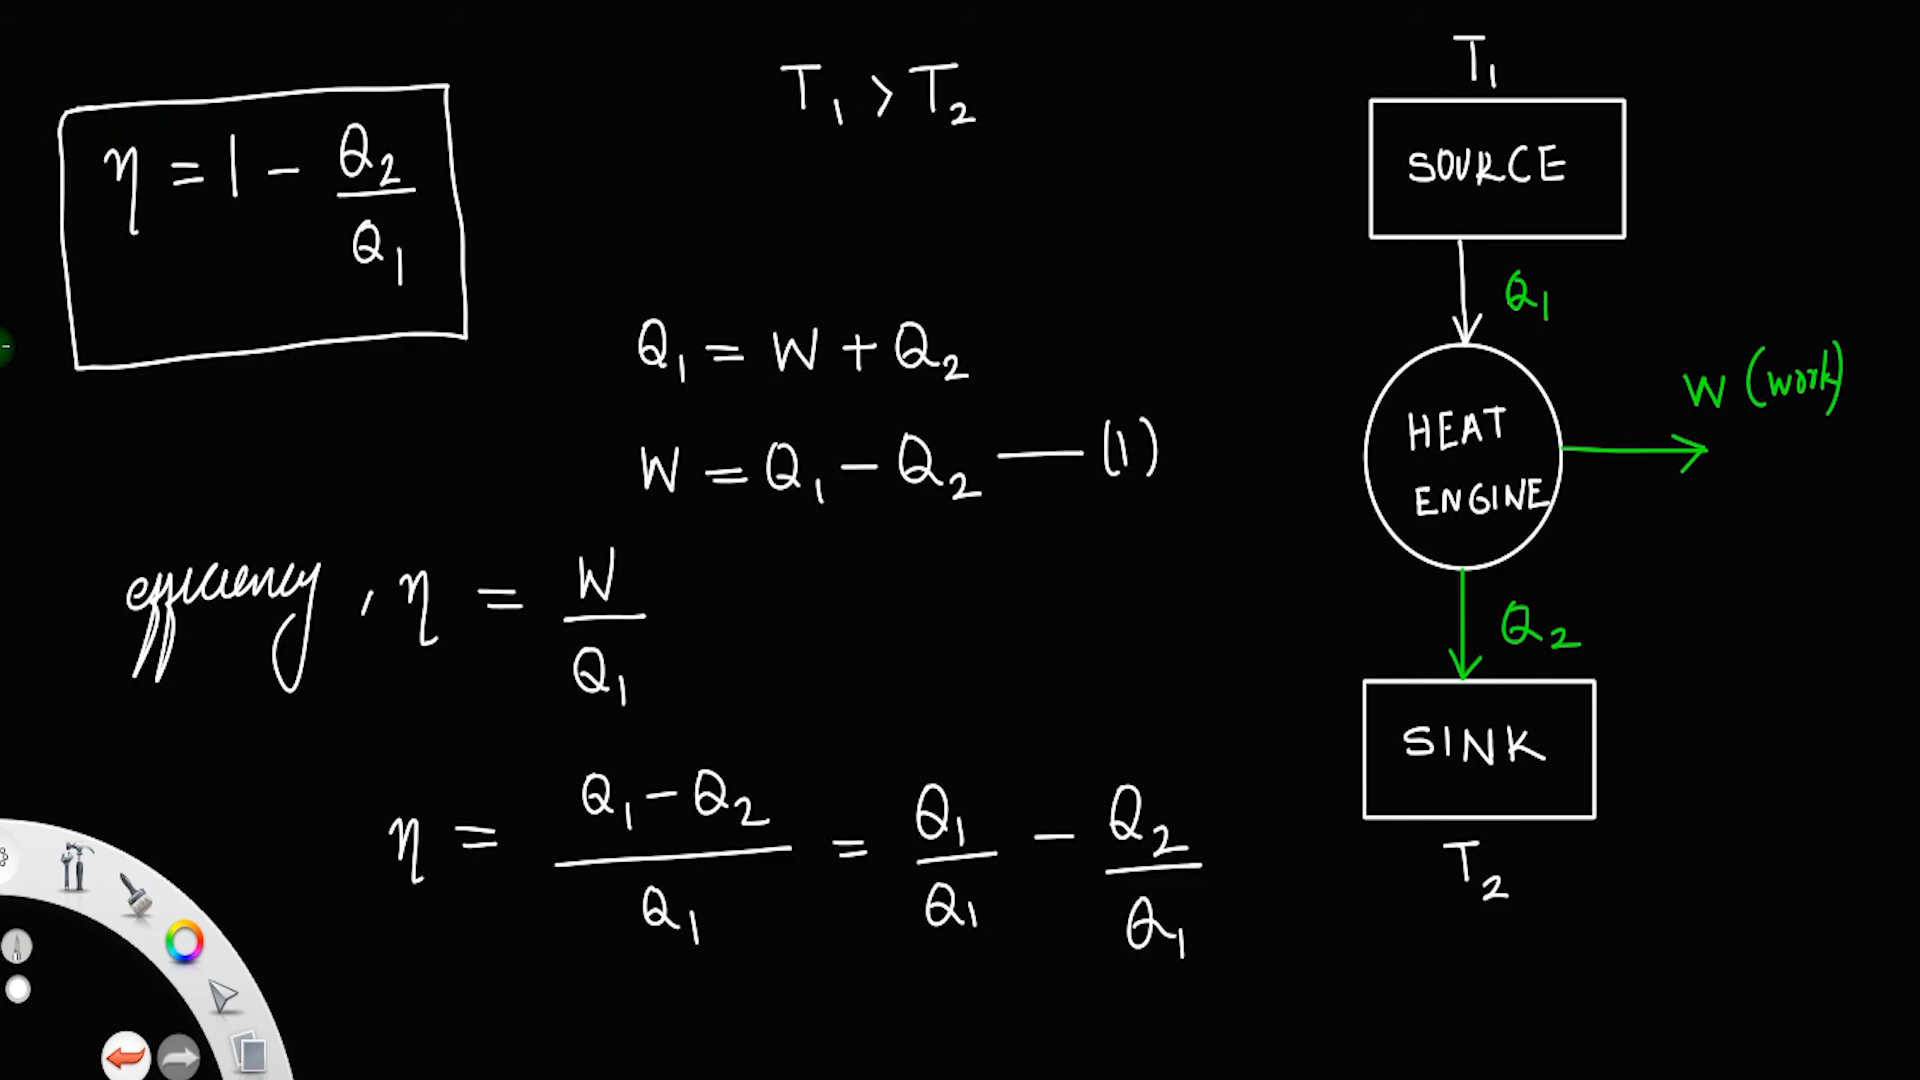 η = 1 - Q₂/Q₁
T₁ > T₂
Q₁ = W + Q₂
W = Q₁ - Q₂ — (1)
efficiency, η = W/Q₁
η = (Q₁-Q₂)/Q₁ = Q₁/Q₁ - Q₂/Q₁
T₁
SOURCE
Q₁
HEAT
ENGINE
W (work)
Q₂
SINK
T₂